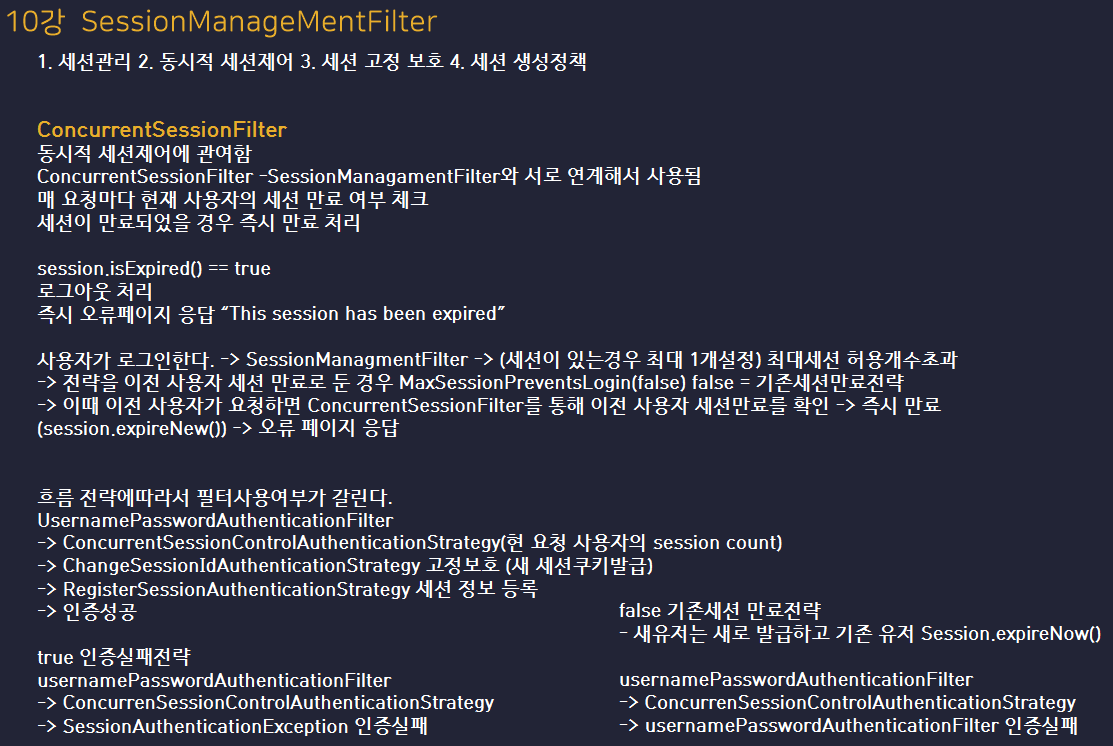 10강 SessionManageMentFilter
1. 세션관리 2. 동시적 세션제어 3. 세션 고정 보호 4. 세션 생성정책
ConcurrentSessionFilter
동시적 세션제어에 관여함
ConcurrentSessionFilter -SessionManagamentFilter와 서로 연계해서 사용됨
매 요청마다 현재 사용자의 세션 만료 여부 체크
세션이 만료되었을 경우 즉시 만료 처리
session.isExpired() == true
로그아웃 처리
즉시 오류페이지 응답 “This session has been expired”
사용자가 로그인한다. -> SessionManagmentFilter -> (세션이 있는경우 최대 1개설정) 최대세션 허용개수초과
-> 전략을 이전 사용자 세션 만료로 둔 경우 MaxSessionPreventsLogin(false) false = 기존세션만료전략
-> 이때 이전 사용자가 요청하면 ConcurrentSessionFilter를 통해 이전 사용자 세션만료를 확인 -> 즉시 만료
(session.expireNew()) -> 오류 페이지 응답
흐름 전략에따라서 필터사용여부가 갈린다.
UsernamePasswordAuthenticationFilter
-> ConcurrentSessionControlAuthenticationStrategy(현 요청 사용자의 session count)
-> ChangeSessionIdAuthenticationStrategy 고정보호 (새 세션쿠키발급)
-> RegisterSessionAuthenticationStrategy 세션 정보 등록
-> 인증성공
true 인증실패전략
usernamePasswordAuthenticationFilter
-> ConcurrenSessionControlAuthenticationStrategy
-> SessionAuthenticationException 인증실패
false 기존세션 만료전략
- 새유저는 새로 발급하고 기존 유저 Session.expireNow()
usernamePasswordAuthenticationFilter
-> ConcurrenSessionControlAuthenticationStrategy
-> usernamePasswordAuthenticationFilter 인증실패